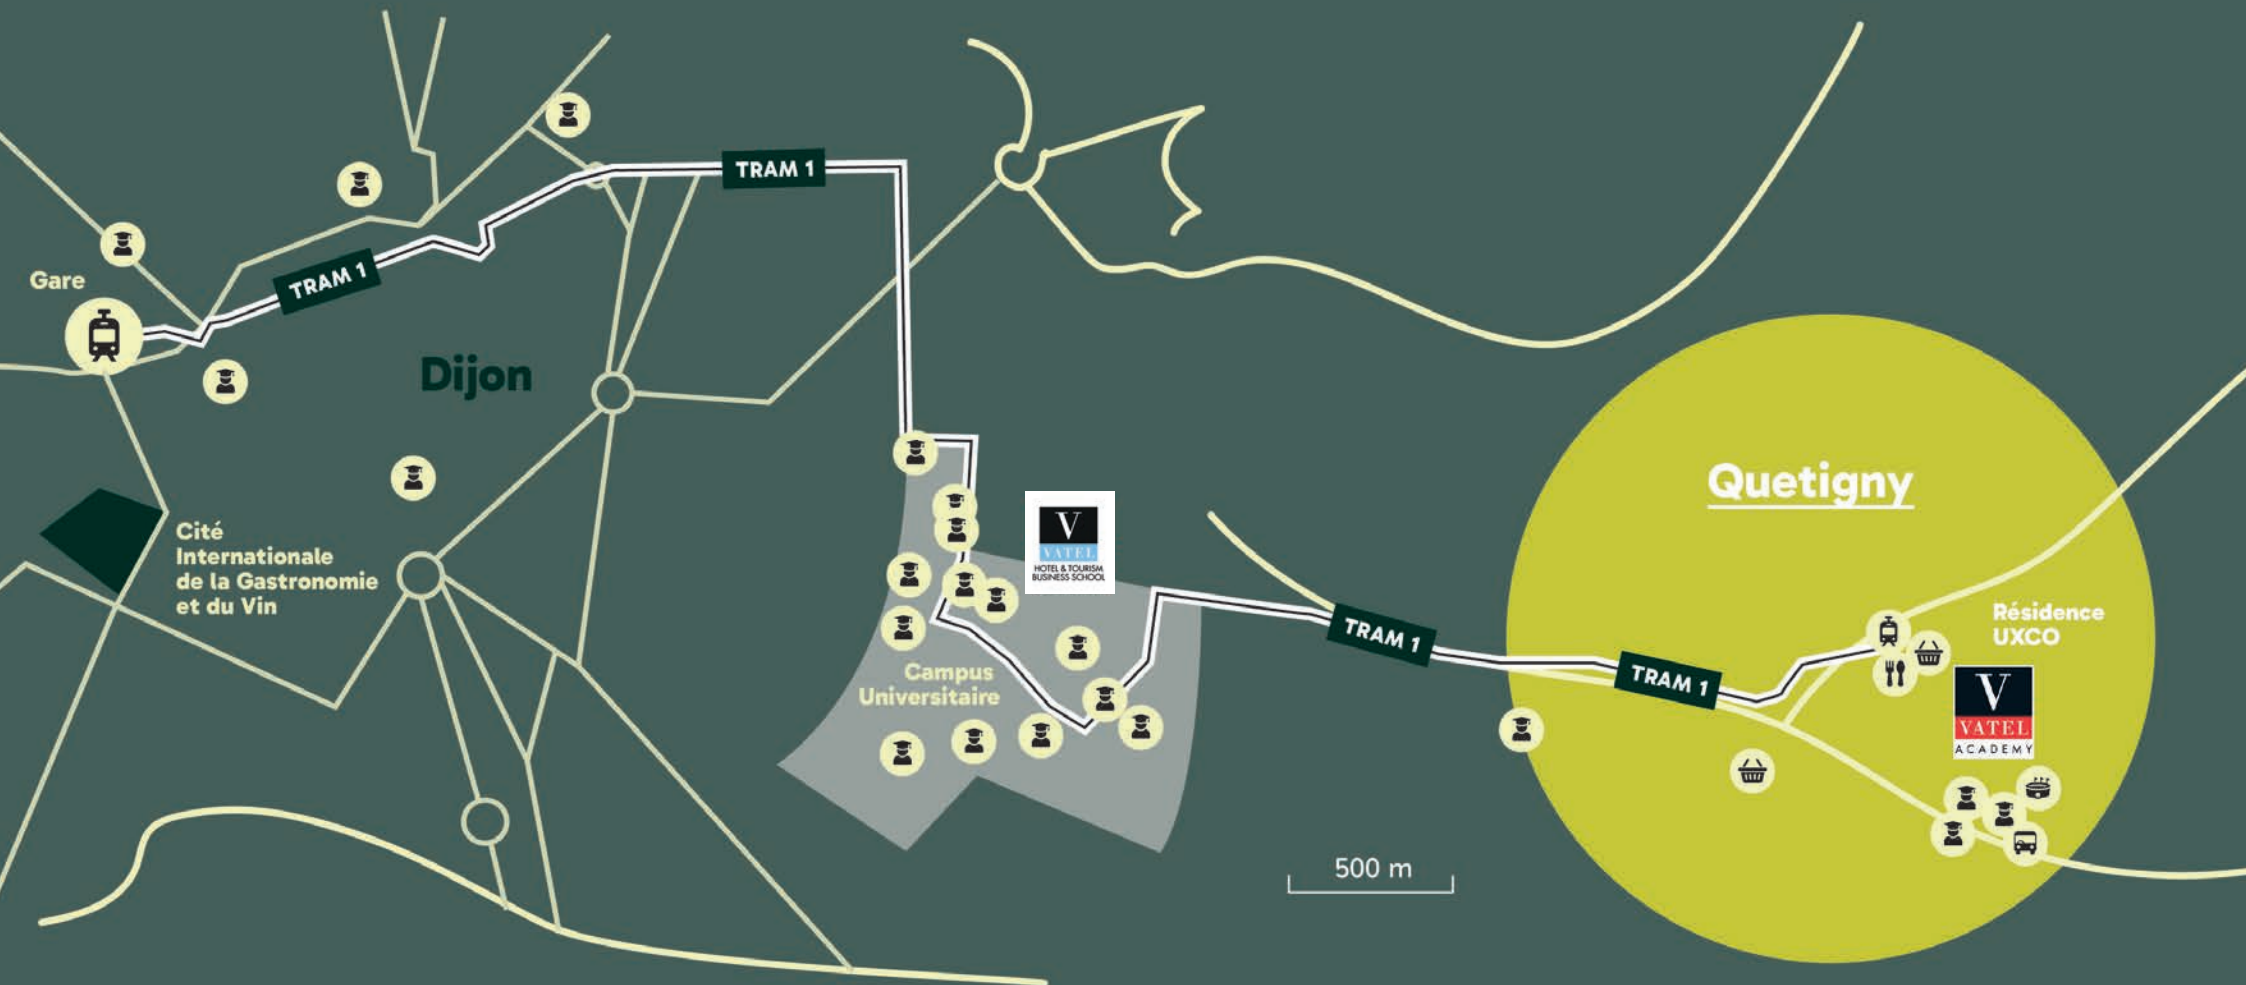 TRAM 1
Gare
TRAM 1
Dijon
Quetigny
Cité
Internationale
de la Gastronomie
et du Vin
V
VATEL
HOTEL & TOURISM
BUSINESS SCHOOL
TRAM 1
Résidence
UXCO
Campus
Universitaire
TRAM 1
V
VATEL
ACADEMY
500 m